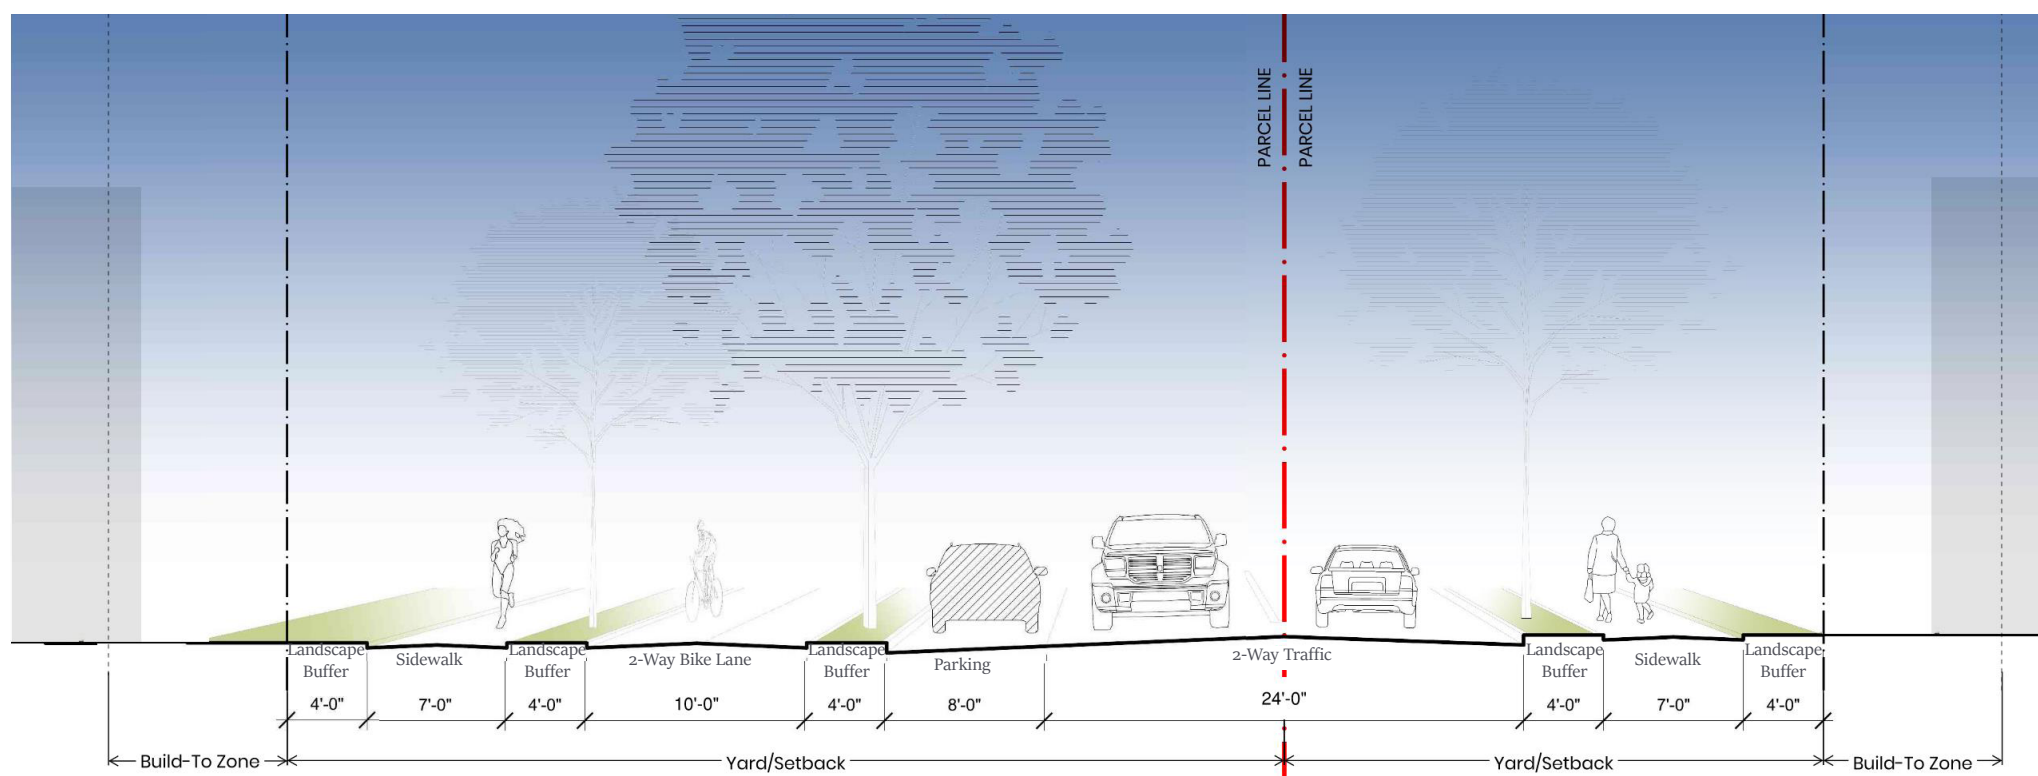 PARCEL LINE
PARCEL LINE
Landscape
Buffer
Sidewalk
Landscape
Buffer
2-Way Bike Lane
Landscape
Buffer
Parking
2-Way Traffic
Landscape
Buffer
Sidewalk
Landscape
Buffer
4'-0"
7'-0"
4'-0"
10'-0"
4'-0"
8'-0"
24'-0"
4'-0"
7'-0"
4'-0"
Build-To Zone
Yard/Setback
Yard/Setback
Build-To Zone